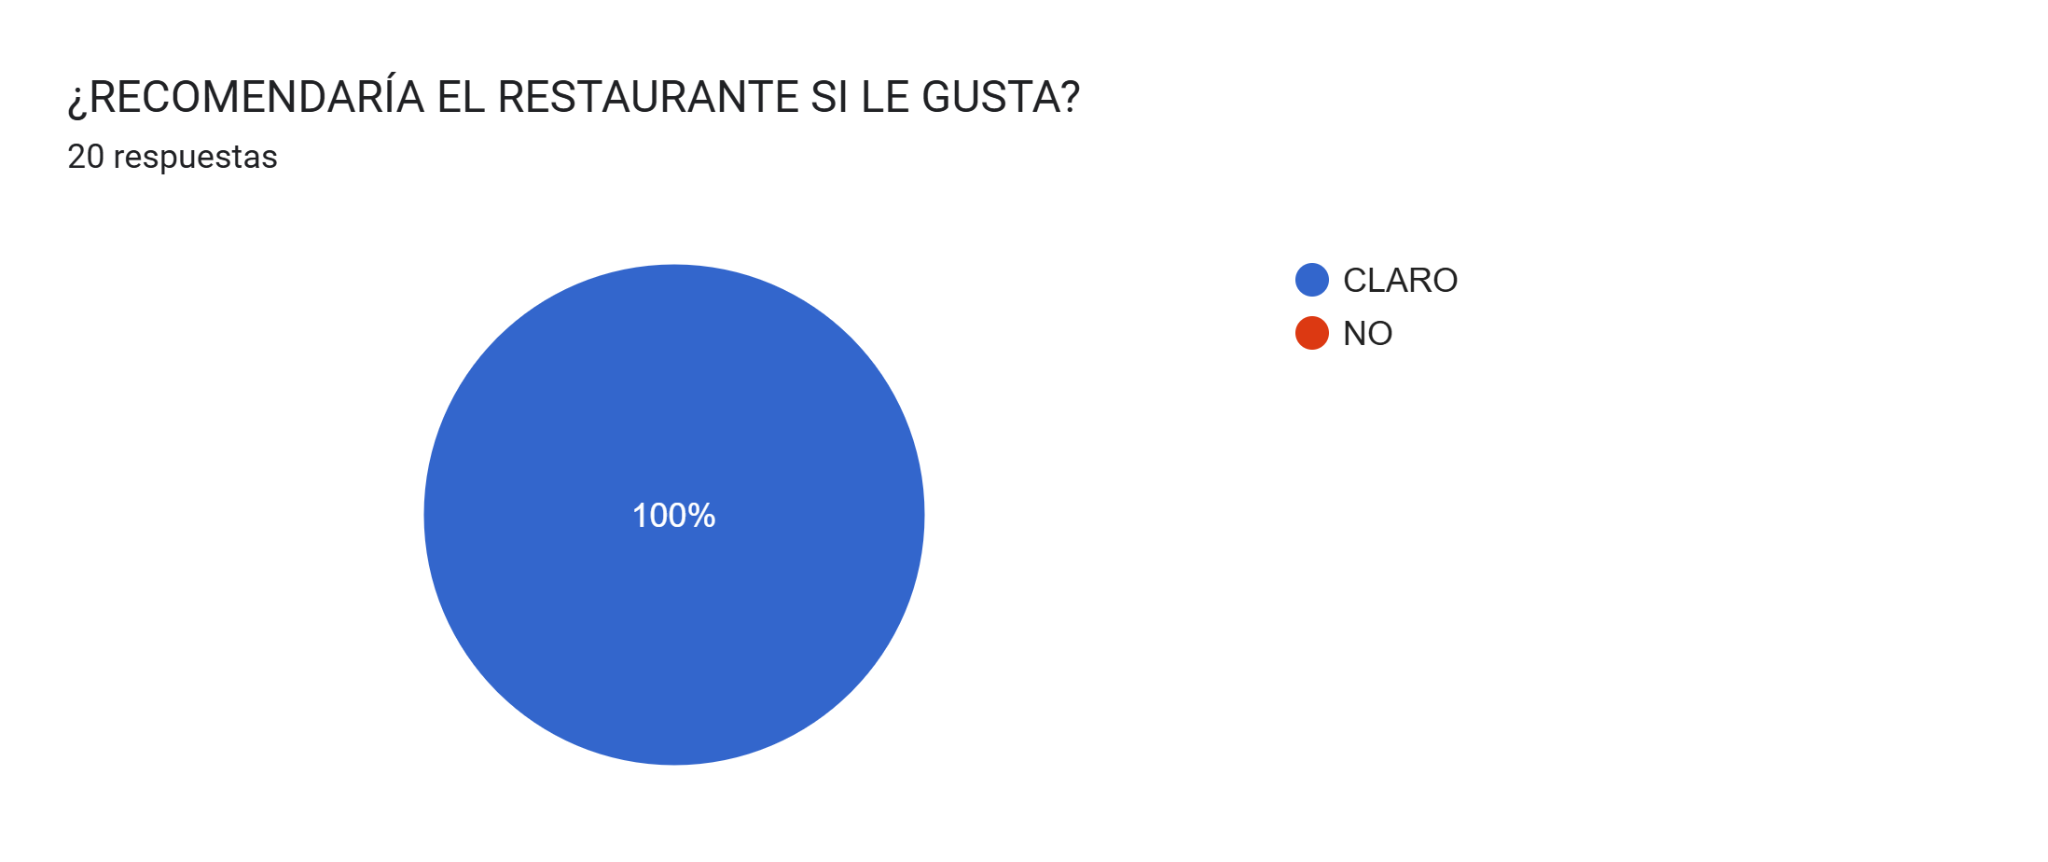 ¿RECOMENDARÍA EL RESTAURANTE SI LE GUSTA?
20 respuestas
CLARO
NO
100%